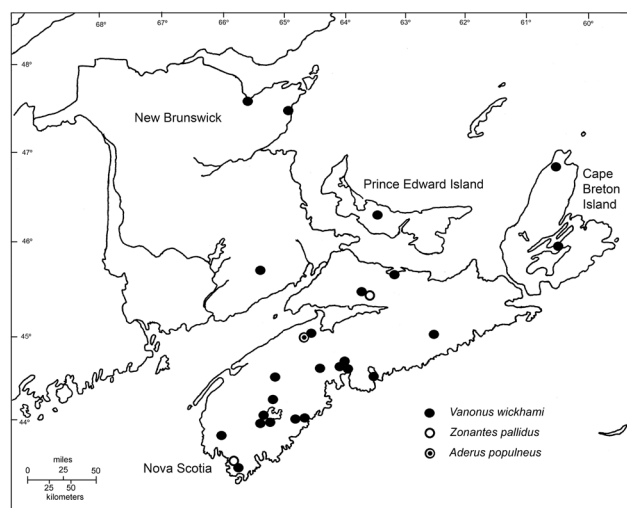 68° 67° 66° 65° 64° 63° 62° 61° 60°
48°
New Brunswick
47°
Prince Edward Island
Cape
Breton
Island
46°
45°
44°
Vanonus wickhami
Zonantes pallidus
Aderus populneus
Nova Scotia
miles
0 25 50
0 25 50
kilometers